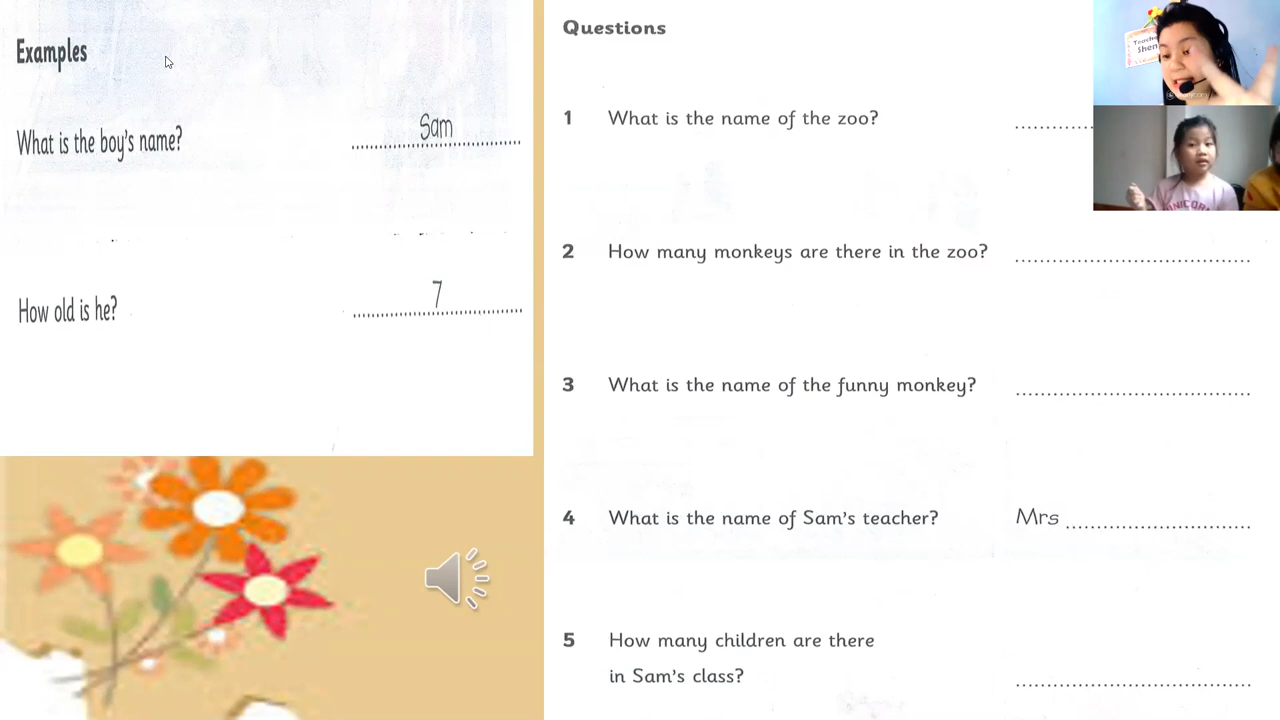 Examples
What is the boy's name? Sam
How old is he? 7
Questions
1 What is the name of the zoo?
2 How many monkeys are there in the zoo?
3 What is the name of the funny monkey?
4 What is the name of Sam's teacher? Mrs
5 How many children are there
in Sam's class?
Shen
UNICORN